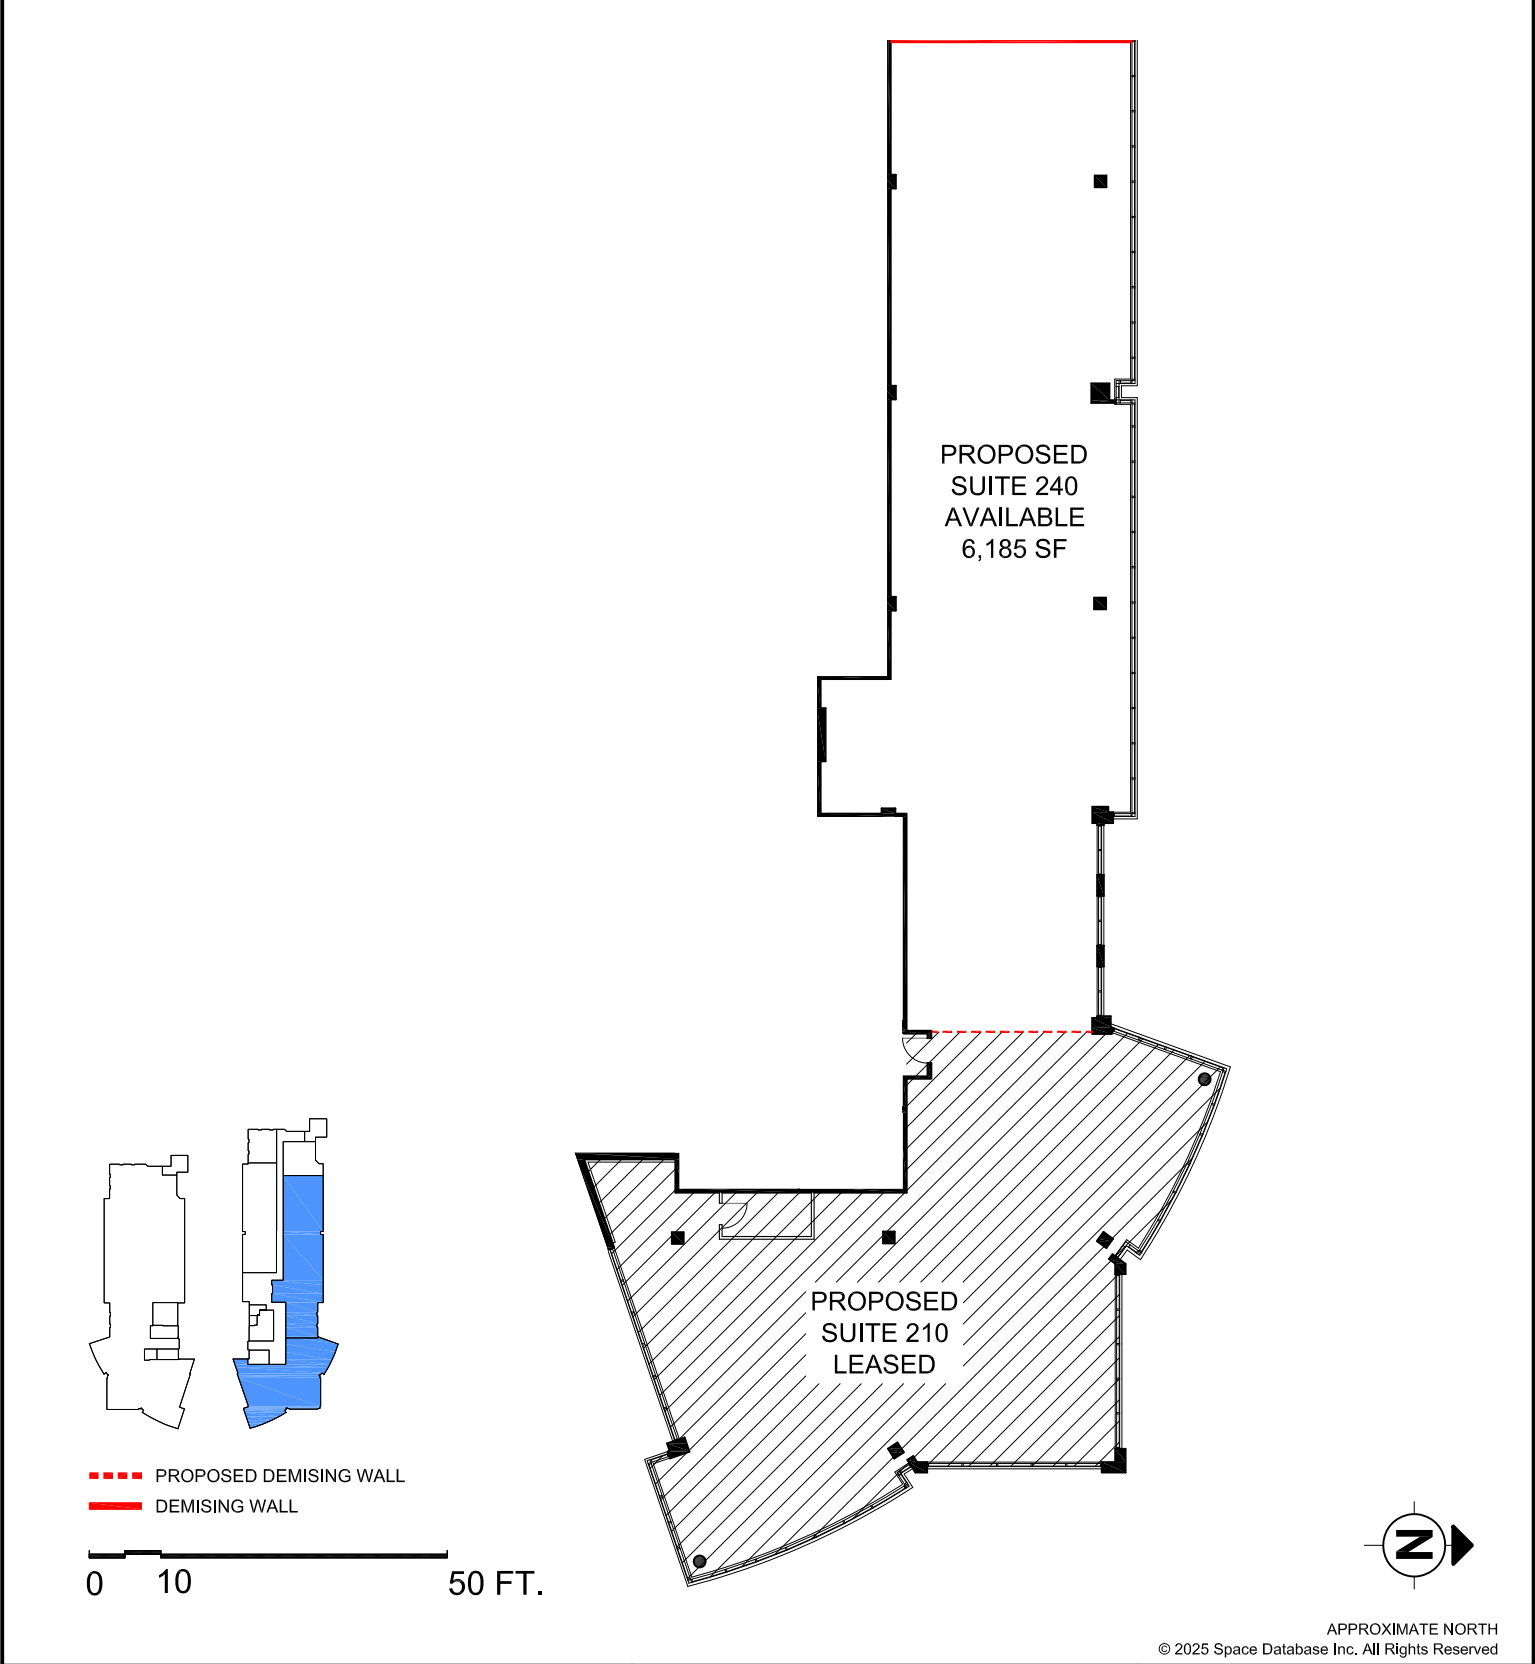 PROPOSED
SUITE 240
AVAILABLE
6,185 SF
PROPOSED
SUITE 210
LEASED
PROPOSED DEMISING WALL
DEMISING WALL
0 10 50 FT.
N
APPROXIMATE NORTH
© 2025 Space Database Inc. All Rights Reserved